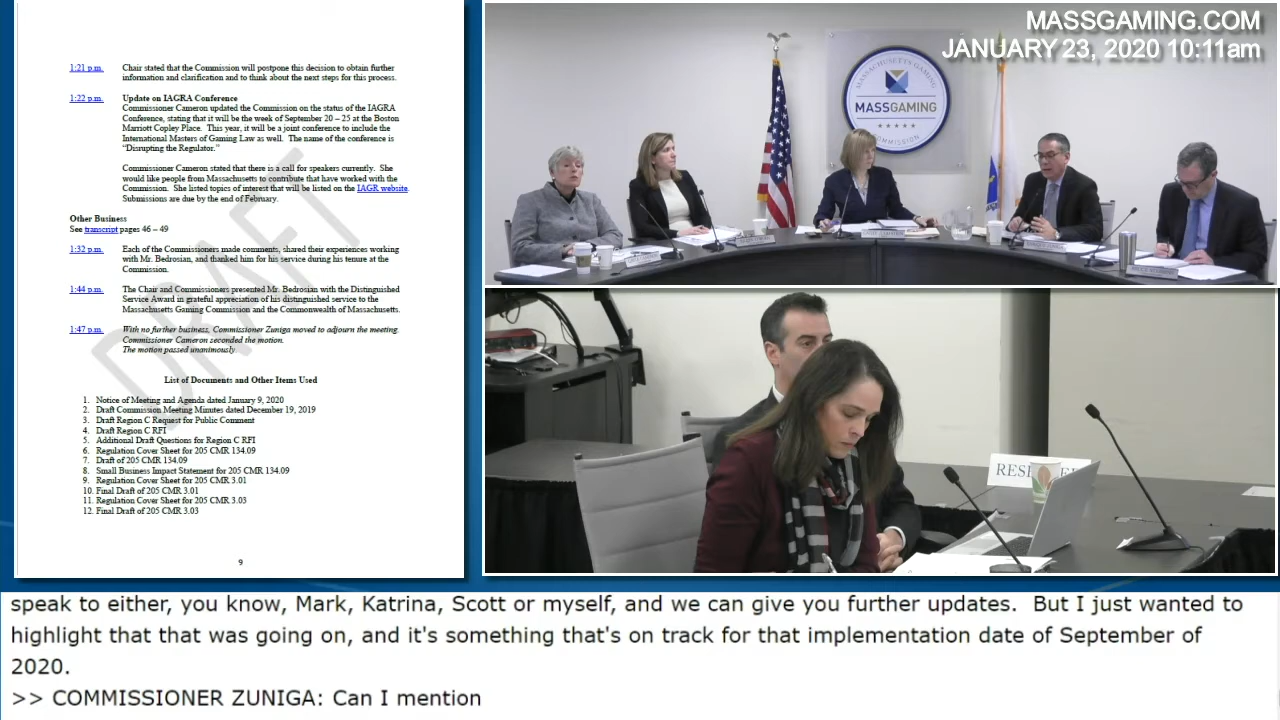 1:21 p.m. Chair stated that the Commission will postpone this decision to obtain further
information and clarification and to think about the next steps for this process.
1:22 p.m. Update on IAGRA Conference
Commissioner Cameron updated the Commission on the status of the IAGRA
Conference, stating that it will be the week of September 20 – 25 at the Boston
Marriott Copley Place. This year, it will be a joint conference to include the
International Masters of Gaming Law as well. The name of the conference is
“Disrupting the Regulator.”
Commissioner Cameron stated that there is a call for speakers currently. She
would like people from Massachusetts to contribute that have worked with the
Commission. She listed topics of interest that will be listed on the IAGR website.
Submissions are due by the end of February.
Other Business
See transcript pages 46 – 49
1:32 p.m. Each of the Commissioners made comments, shared their experiences working
with Mr. Bedrosian, and thanked him for his service during his tenure at the
Commission.
1:44 p.m. The Chair and Commissioners presented Mr. Bedrosian with the Distinguished
Service Award in grateful appreciation of his distinguished service to the
Massachusetts Gaming Commission and the Commonwealth of Massachusetts.
1:47 p.m. With no further business, Commissioner Zuniga moved to adjourn the meeting.
Commissioner Cameron seconded the motion.
The motion passed unanimously
List of Documents and Other Items Used
1. Notice of Meeting and Agenda dated January 9, 2020
2. Draft Commission Meeting Minutes dated December 19, 2019
3. Draft Region C Request for Public Comment
4. Draft Region C RFI
5. Additional Draft Questions for Region C RFI
6. Regulation Cover Sheet for 205 CMR 134.09
7. Draft of 205 CMR 134.09
8. Small Business Impact Statement for 205 CMR 134.09
9. Regulation Cover Sheet for 205 CMR 3.01
10. Final Draft of 205 CMR 3.01
11. Regulation Cover Sheet for 205 CMR 3.03
12. Final Draft of 205 CMR 3.03
9
DRAFT
MASSGAMING.COM
JANUARY 23, 2020 10:11am
MASSACHUSETTS GAMING
MASSGAMING
COMMISSION
speak to either, you know, Mark, Katrina, Scott or myself, and we can give you further updates. But I just wanted to
highlight that that was going on, and it's something that's on track for that implementation date of September of
2020.
>> COMMISSIONER ZUNIGA: Can I mention